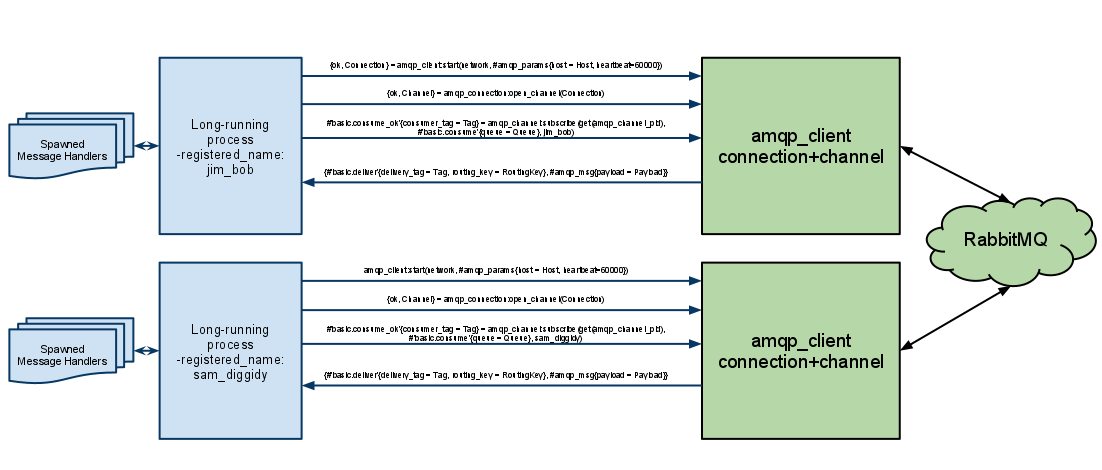 {ok, Connection} = amqp_client:start(network, #amqp_params{host = Host, heartbeat=60000})
{ok, Channel} = amqp_connection:open_channel(Connection)
#'basic.consume_ok'{consumer_tag = Tag} = amqp_channel:subscribe(get(amqp_channel_pid),
#'basic.consume'{queue = Queue}, jim_bob)
{#'basic.deliver'{delivery_tag = Tag, routing_key = RoutingKey}, #amqp_msg{payload = Payload}}
Spawned
Message Handlers
Long-running
process
-registered_name:
jim_bob
amqp_client
connection+channel
RabbitMQ
amqp_client:start(network, #amqp_params{host = Host, heartbeat=60000})
{ok, Channel} = amqp_connection:open_channel(Connection)
#'basic.consume_ok'{consumer_tag = Tag} = amqp_channel:subscribe(get(amqp_channel_pid),
#'basic.consume'{queue = Queue}, sam_diggidy)
{#'basic.deliver'{delivery_tag = Tag, routing_key = RoutingKey}, #amqp_msg{payload = Payload}}
Spawned
Message Handlers
Long-running
process
-registered_name:
sam_diggidy
amqp_client
connection+channel